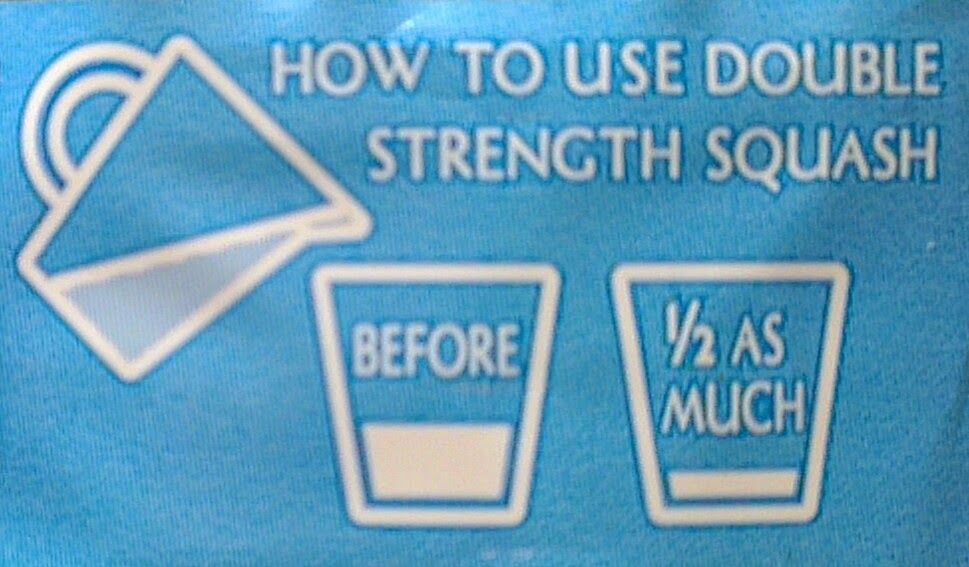 HOW TO USE DOUBLE
STRENGTH SQUASH
BEFORE
½ AS
MUCH